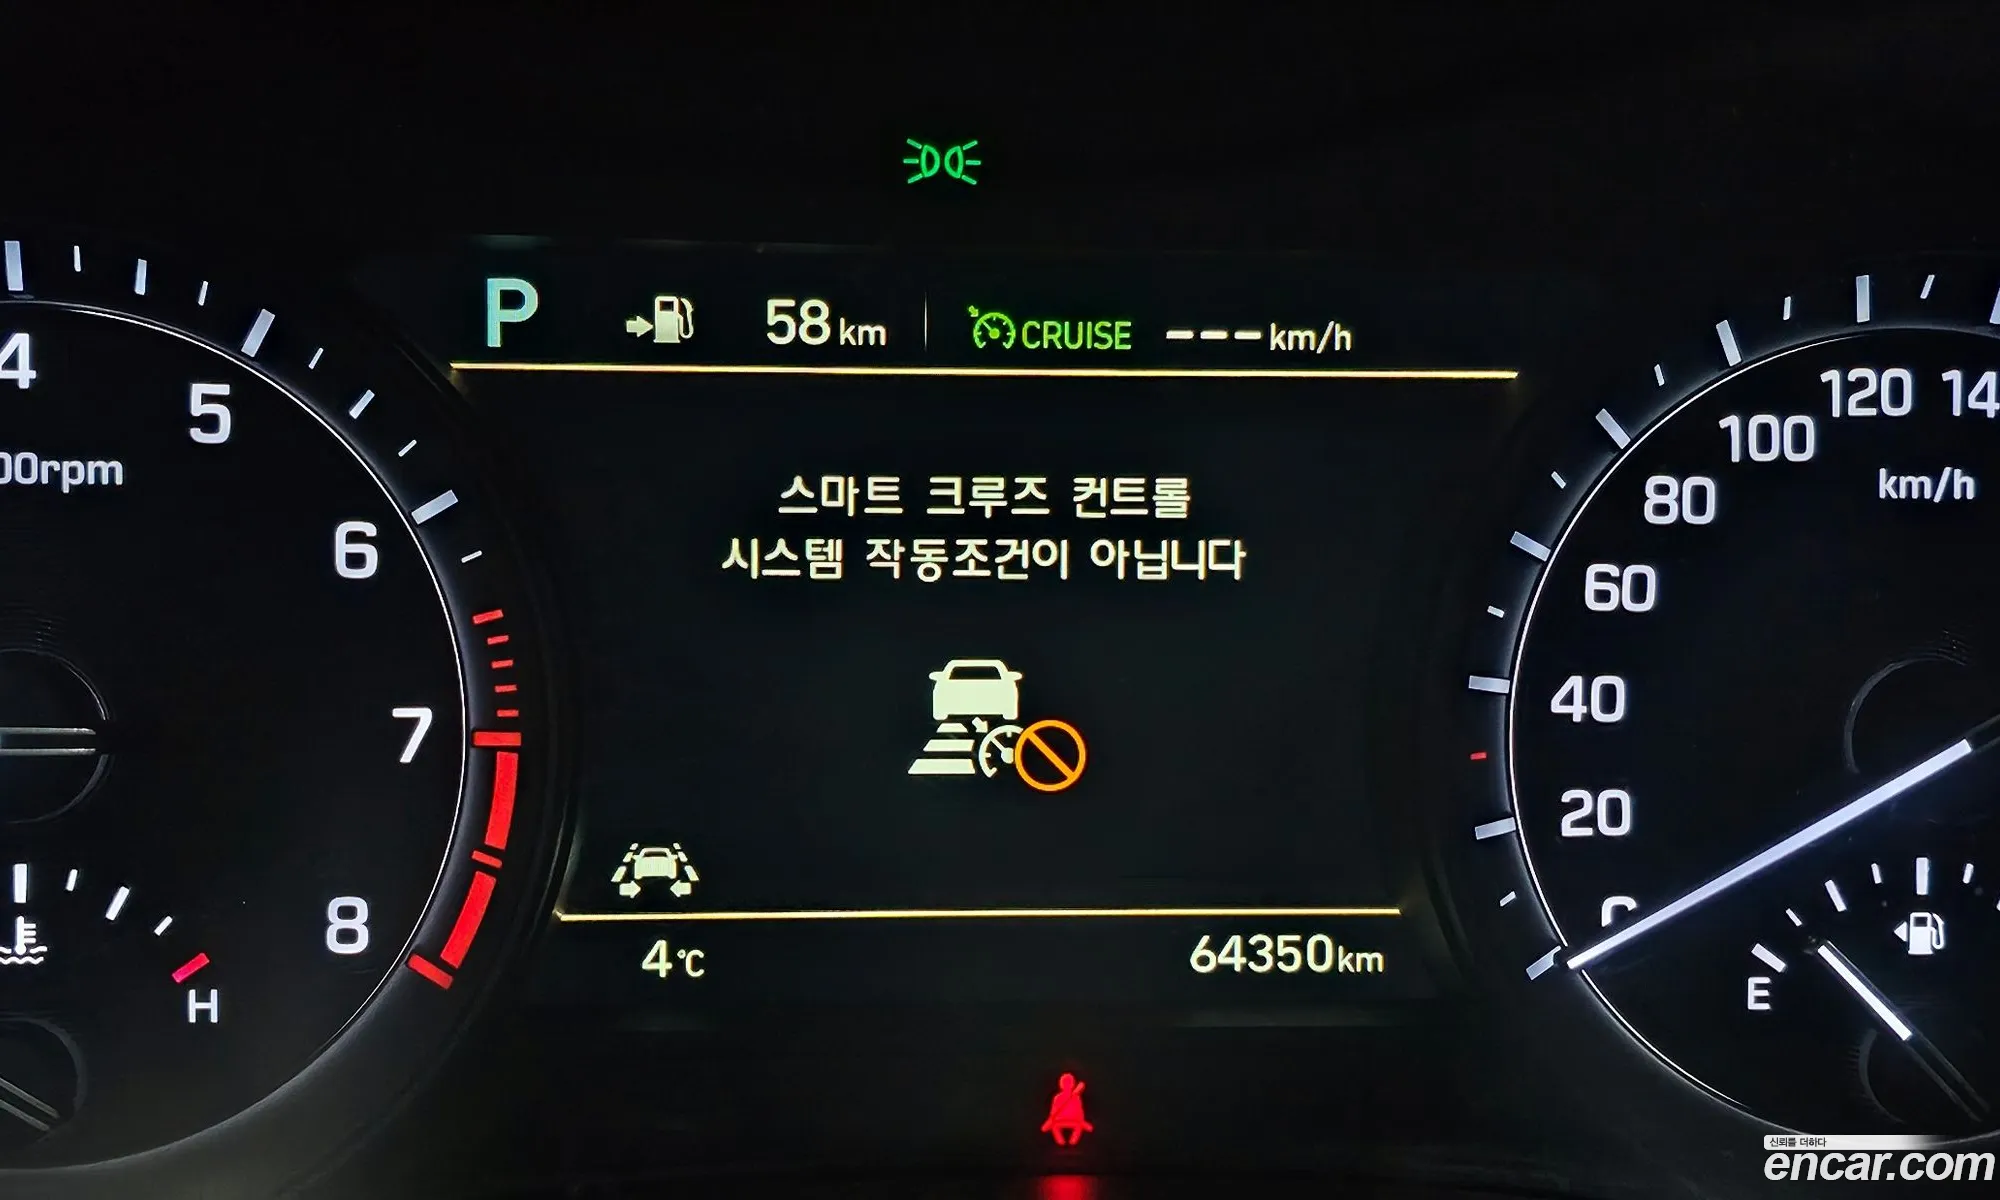 P
58 km
CRUISE
--- km/h
스마트 크루즈 컨트롤
시스템 작동조건이 아닙니다
4°C
64350km
4
5
00rpm
6
7
8
H
120
100
80
km/h
60
40
20
E
신뢰를 더하다
encar.com